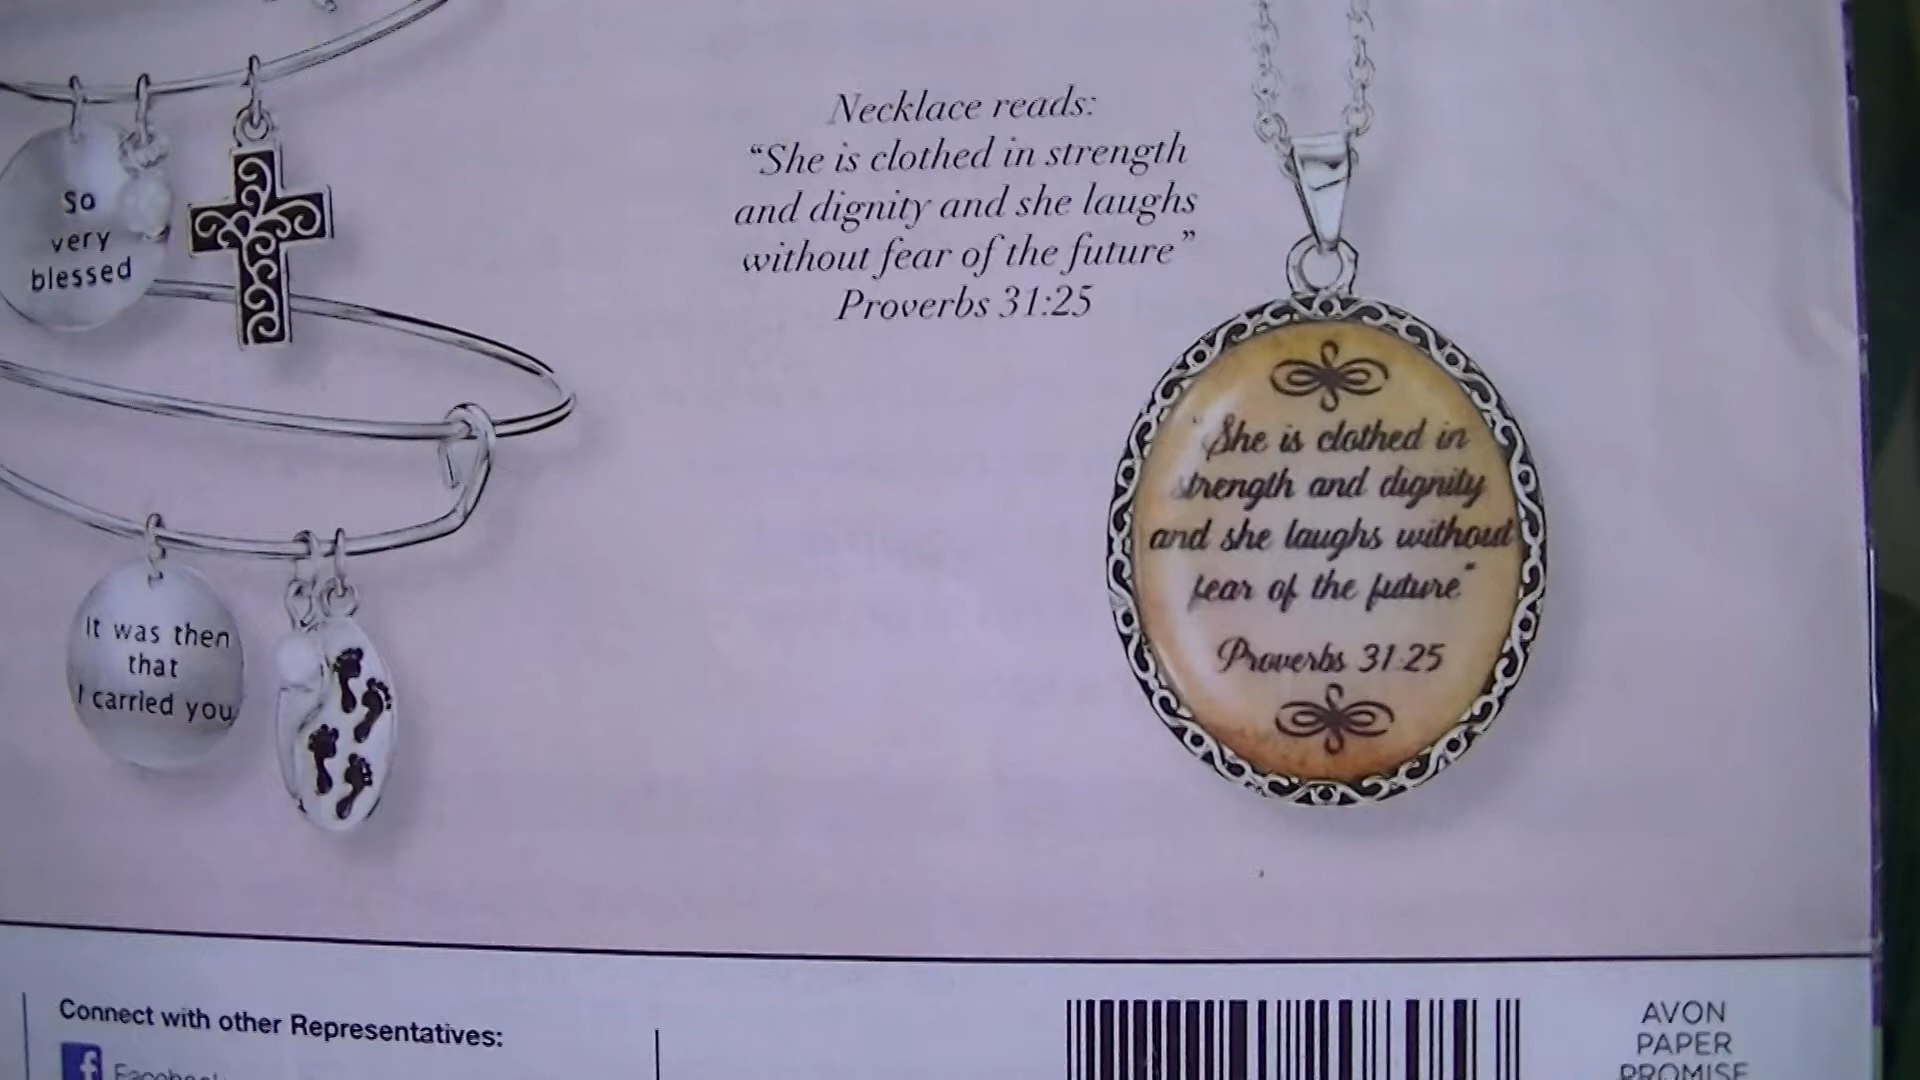 Necklace reads:
“She is clothed in strength
and dignity and she laughs
without fear of the future”
Proverbs 31:25
So
very
blessed
It was then
that
I carried you
"She is clothed in
strength and dignity
and she laughs without
fear of the future"
Proverbs 31:25
Connect with other Representatives:
Facebook
AVON
PAPER
PROMISE